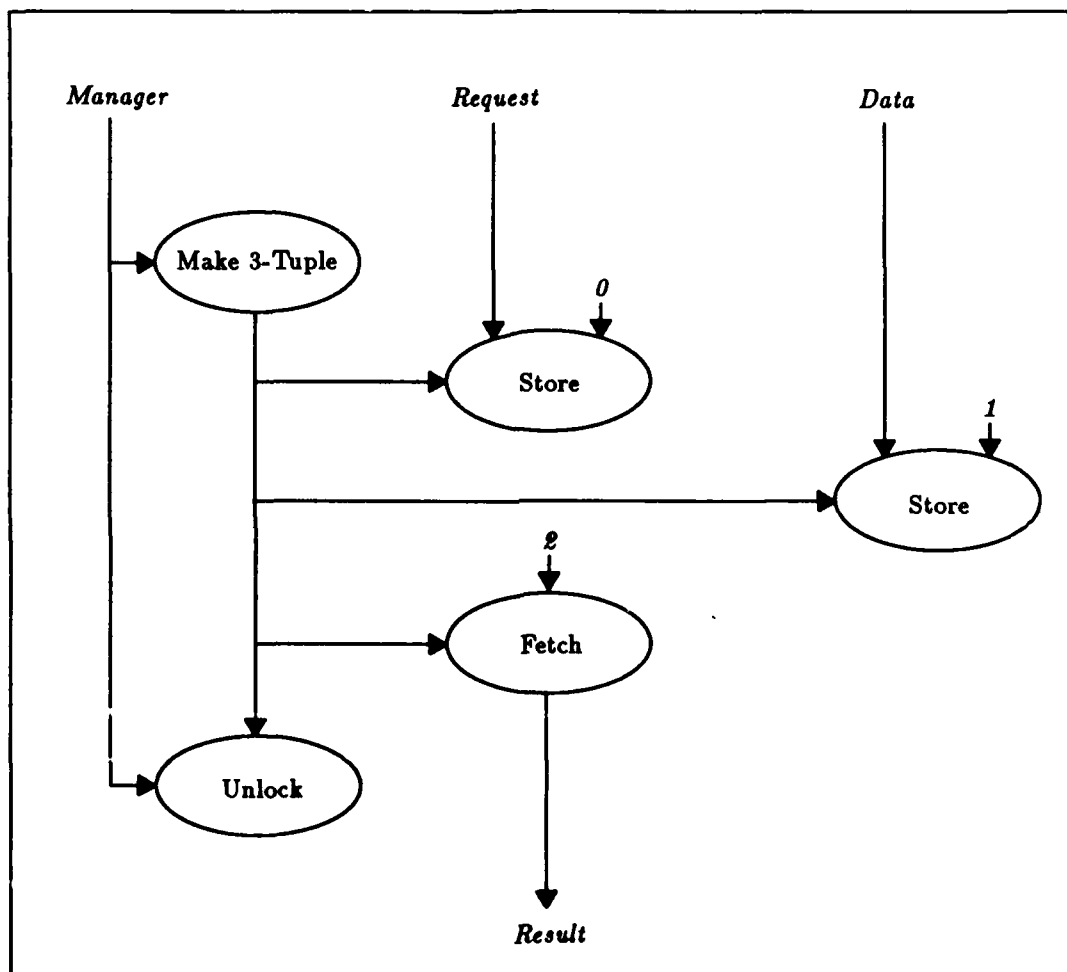 Manager
Request
Data
Make 3-Tuple
0
Store
1
Store
2
Fetch
Unlock
Result